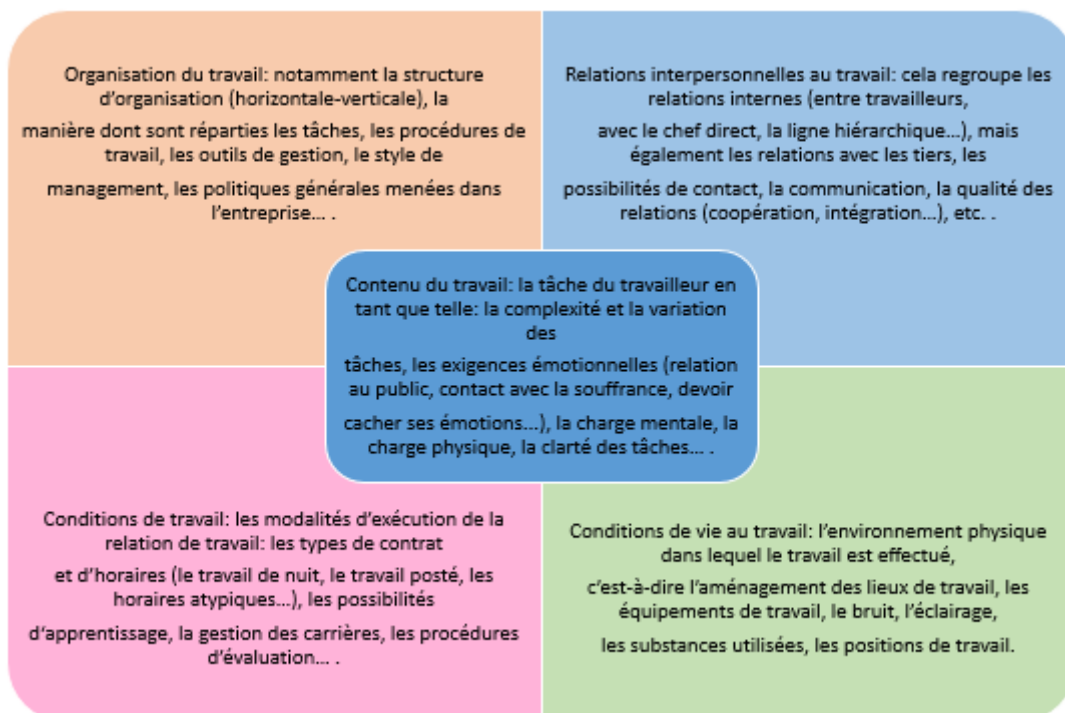 Organisation du travail: notamment la structure
d'organisation (horizontale-verticale), la
manière dont sont réparties les tâches, les procédures de
travail, les outils de gestion, le style de
management, les politiques générales menées dans
l'entreprise... .
Relations interpersonnelles au travail: cela regroupe les
relations internes (entre travailleurs,
avec le chef direct, la ligne hiérarchique...), mais
également les relations avec les tiers, les
possibilités de contact, la communication, la qualité des
relations (coopération, intégration...), etc. .
Contenu du travail: la tâche du travailleur en
tant que telle: la complexité et la variation
des
tâches, les exigences émotionnelles (relation
au public, contact avec la souffrance, devoir
cacher ses émotions...), la charge mentale, la
charge physique, la clarté des tâches... .
Conditions de travail: les modalités d'exécution de la
relation de travail: les types de contrat
et d'horaires (le travail de nuit, le travail posté, les
horaires atypiques...), les possibilités
d'apprentissage, la gestion des carrières, les procédures
d'évaluation... .
Conditions de vie au travail: l'environnement physique
dans lequel le travail est effectué,
c'est-à-dire l'aménagement des lieux de travail, les
équipements de travail, le bruit, l'éclairage,
les substances utilisées, les positions de travail.